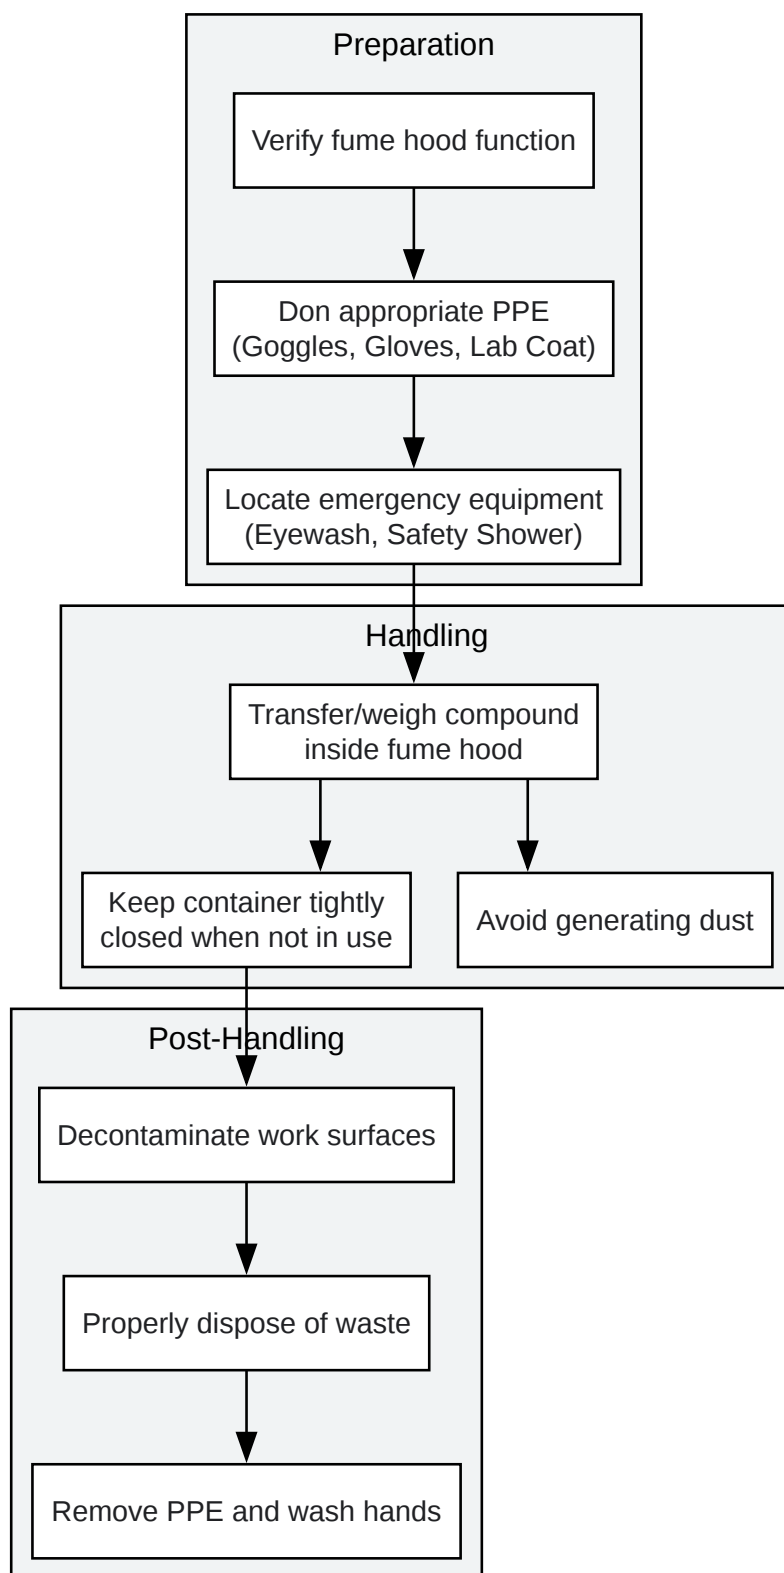 Preparation
Verify fume hood function
Don appropriate PPE
(Goggles, Gloves, Lab Coat)
Locate emergency equipment
(Eyewash, Safety Shower)
Handling
Transfer/weigh compound
inside fume hood
Keep container tightly
closed when not in use
Avoid generating dust
Post-Handling
Decontaminate work surfaces
Properly dispose of waste
Remove PPE and wash hands